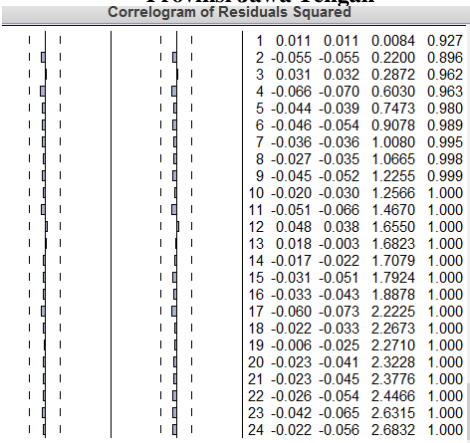 Provinsi Jawa Tengah
Correlogram of Residuals Squared
1 0.011 0.011 0.0084 0.927
2 -0.055 -0.055 0.2200 0.896
3 0.031 0.032 0.2872 0.962
4 -0.066 -0.070 0.6030 0.963
5 -0.044 -0.039 0.7473 0.980
6 -0.046 -0.054 0.9078 0.989
7 -0.036 -0.036 1.0080 0.995
8 -0.027 -0.035 1.0665 0.998
9 -0.045 -0.052 1.2255 0.999
10 -0.020 -0.030 1.2566 1.000
11 -0.051 -0.066 1.4670 1.000
12 0.048 0.038 1.6550 1.000
13 0.018 -0.003 1.6823 1.000
14 -0.017 -0.022 1.7079 1.000
15 -0.031 -0.051 1.7924 1.000
16 -0.033 -0.043 1.8878 1.000
17 -0.060 -0.073 2.2225 1.000
18 -0.022 -0.033 2.2673 1.000
19 -0.006 -0.025 2.2710 1.000
20 -0.023 -0.041 2.3228 1.000
21 -0.023 -0.045 2.3776 1.000
22 -0.026 -0.054 2.4466 1.000
23 -0.042 -0.065 2.6315 1.000
24 -0.022 -0.056 2.6832 1.000